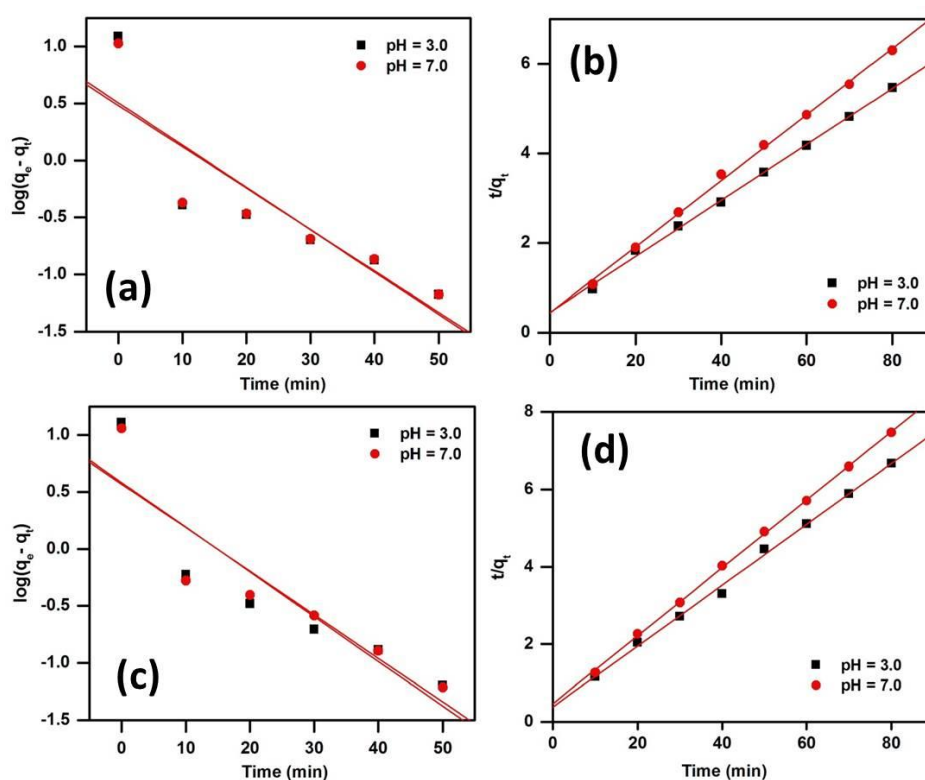 1.0
0.5
0.0
-0.5
-1.0
-1.5
log(qₑ- qₜ)
pH = 3.0
pH = 7.0
(a)
0 10 20 30 40 50
Time (min)
6
4
2
0
t/qₜ
(b)
pH = 3.0
pH = 7.0
0 20 40 60 80
Time (min)
1.0
0.5
0.0
-0.5
-1.0
-1.5
log(qₑ - qₜ)
pH = 3.0
pH = 7.0
(c)
0 10 20 30 40 50
Time (min)
8
6
4
2
0
t/qₜ
(d)
pH = 3.0
pH = 7.0
0 20 40 60 80
Time (min)